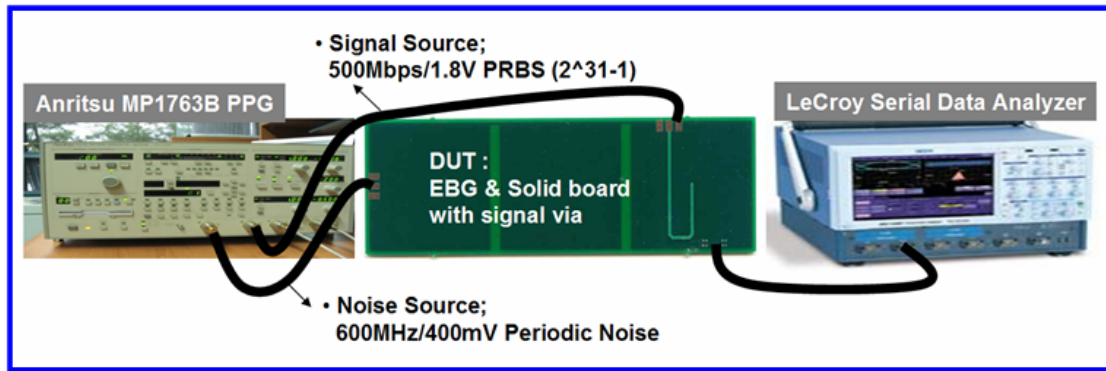 • Signal Source;
500Mbps/1.8V PRBS (2^31-1)
Anritsu MP1763B PPG
LeCroy Serial Data Analyzer
DUT :
EBG & Solid board
with signal via
• Noise Source;
600MHz/400mV Periodic Noise